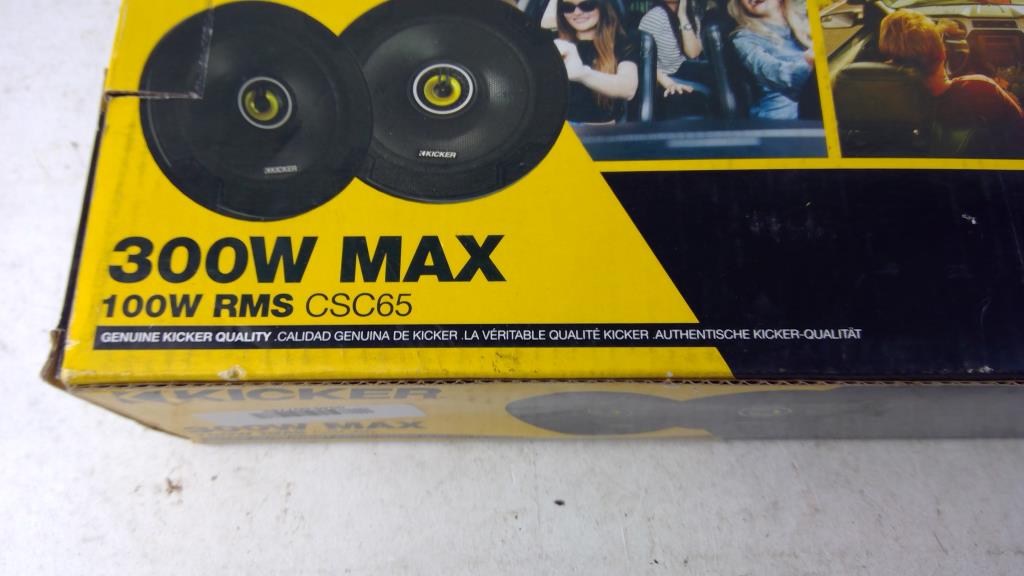 KICKER
KICKER
300W MAX
100W RMS CSC65
GENUINE KICKER QUALITY .CALIDAD GENUINA DE KICKER .LA VÉRITABLE QUALITÉ KICKER .AUTHENTISCHE KICKER-QUALITÄT
KICKER
300W MAX